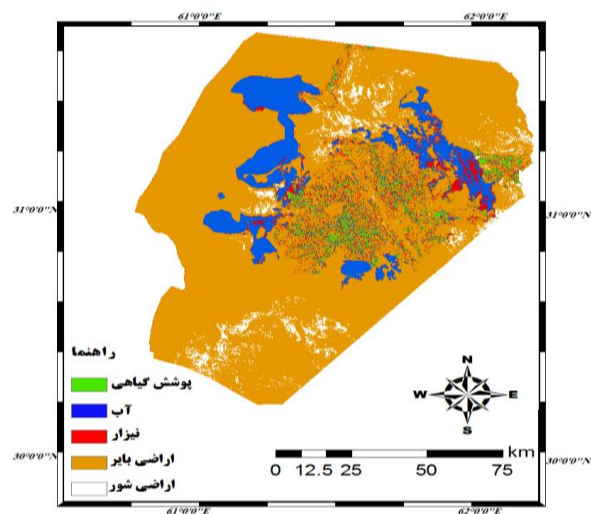 61°0'0"E
62°0'0"E
31°0'0"N
31°0'0"N
راهنما
پوشش گیاهی
آب
نیزار
اراضی بایر
اراضی شور
N
W
E
S
km
0 12.5 25 50 75
30°0'0"N
30°0'0"N
61°0'0"E
62°0'0"E